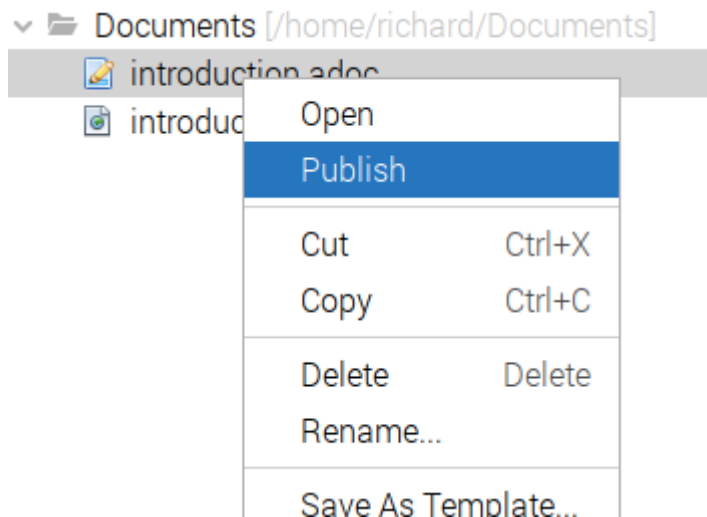 Documents [/home/richard/Documents]
introduction.adoc
introduc
Open
Publish
Cut Ctrl+X
Copy Ctrl+C
Delete Delete
Rename...
Save As Template...